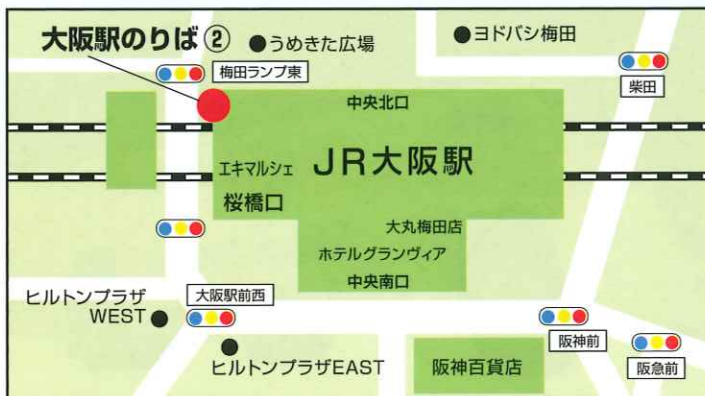 大阪駅のりば②
うめきた広場
ヨドバシ梅田
梅田ランプ東
柴田
中央北口
エキマルシェ
JR大阪駅
桜橋口
大丸梅田店
ホテルグランヴィア
中央南口
ヒルトンプラザ
WEST
大阪駅前西
阪神前
阪急前
ヒルトンプラザEAST
阪神百貨店